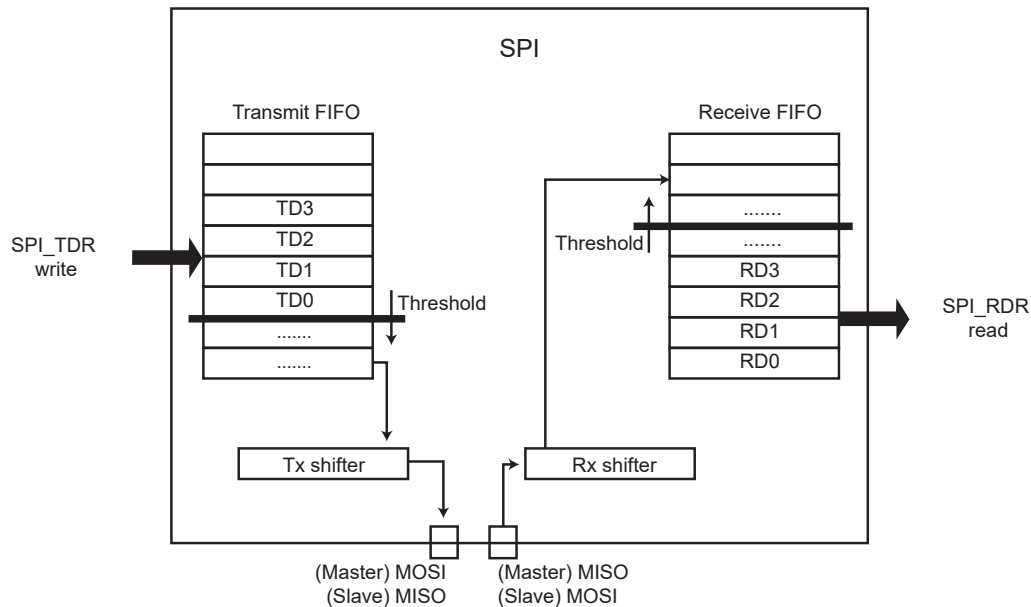 SPI
Transmit FIFO
TD3
TD2
TD1
TD0
.......
.......
Threshold
SPI_TDR
write
Receive FIFO
.......
.......
RD3
RD2
RD1
RD0
Threshold
SPI_RDR
read
Tx shifter
Rx shifter
(Master) MOSI
(Slave) MISO
(Master) MISO
(Slave) MOSI